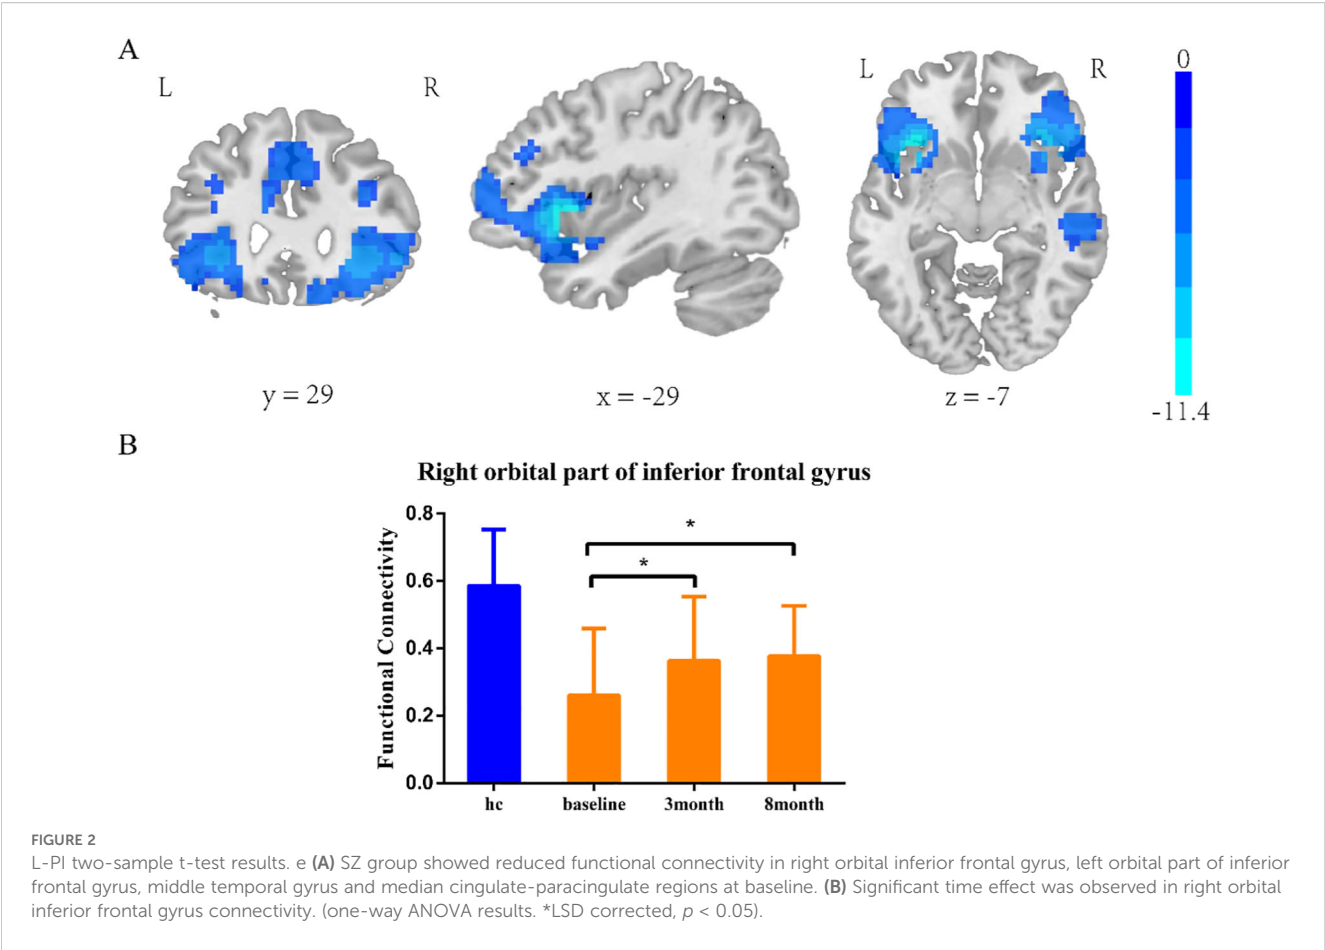 A
L
R
L
R
0
y = 29
x = -29
z = -7
-11.4
B
Right orbital part of inferior frontal gyrus
Functional Connectivity
0.8
0.6
0.4
0.2
0.0
*
*
hc
baseline
3month
8month
FIGURE 2
L-PI two-sample t-test results. e (A) SZ group showed reduced functional connectivity in right orbital inferior frontal gyrus, left orbital part of inferior
frontal gyrus, middle temporal gyrus and median cingulate-paracingulate regions at baseline. (B) Significant time effect was observed in right orbital
inferior frontal gyrus connectivity. (one-way ANOVA results. *LSD corrected, p < 0.05).